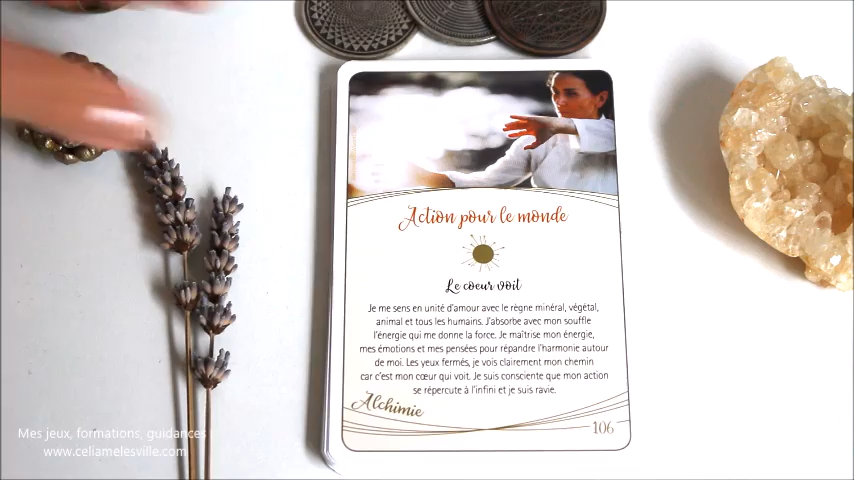 Action pour le monde
Le coeur voit
Je me sens en unité d'amour avec le règne minéral, végétal,
animal et tous les humains. J'absorbe avec mon souffle
l'énergie qui me donne la force. Je maîtrise mon énergie,
mes émotions et mes pensées pour répandre l'harmonie autour
de moi. Les yeux fermés, je vois clairement mon chemin
car c'est mon cœur qui voit. Je suis consciente que mon action
se répercute à l'infini et je suis ravie.
Alchimie
106
Mes jeux, formations, guidances
www.celiamelesville.com